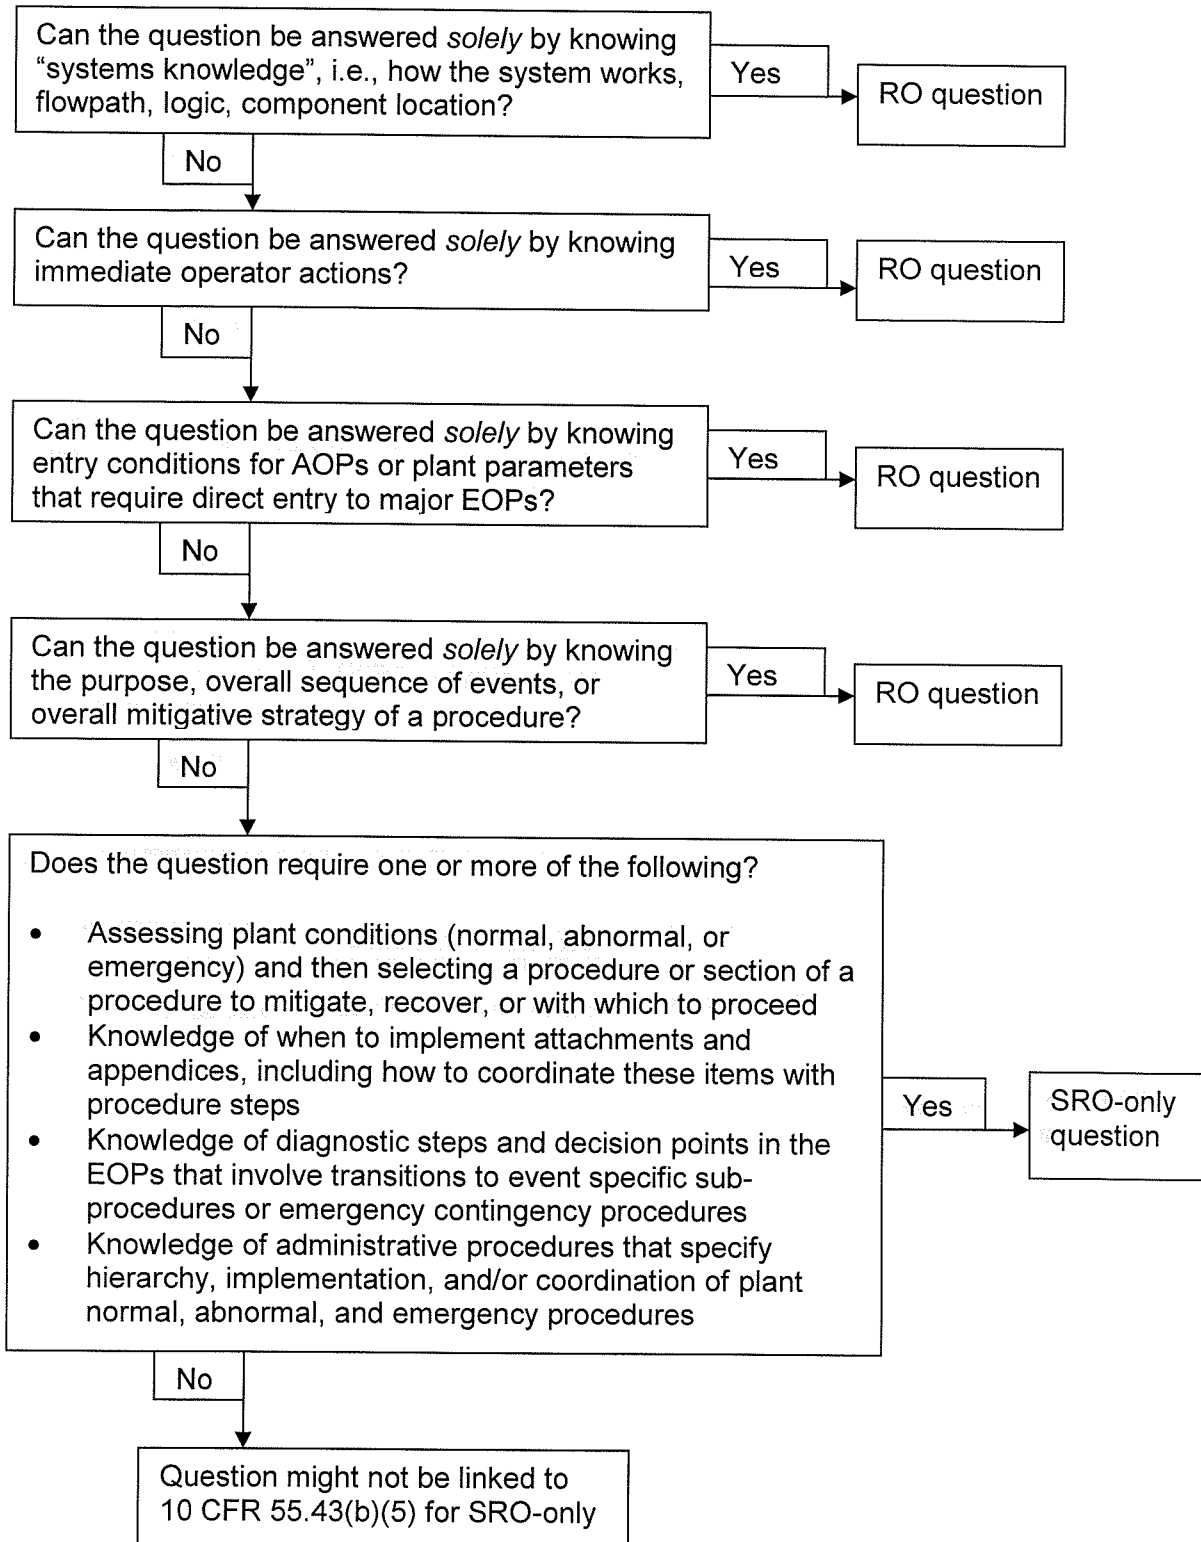 Can the question be answered solely by knowing
“systems knowledge”, i.e., how the system works,
flowpath, logic, component location?
Yes
RO question
No
Can the question be answered solely by knowing
immediate operator actions?
Yes
RO question
No
Can the question be answered solely by knowing
entry conditions for AOPs or plant parameters
that require direct entry to major EOPs?
Yes
RO question
No
Can the question be answered solely by knowing
the purpose, overall sequence of events, or
overall mitigative strategy of a procedure?
Yes
RO question
No
Does the question require one or more of the following?
• Assessing plant conditions (normal, abnormal, or
emergency) and then selecting a procedure or section of a
procedure to mitigate, recover, or with which to proceed
• Knowledge of when to implement attachments and
appendices, including how to coordinate these items with
procedure steps
• Knowledge of diagnostic steps and decision points in the
EOPs that involve transitions to event specific sub-
procedures or emergency contingency procedures
• Knowledge of administrative procedures that specify
hierarchy, implementation, and/or coordination of plant
normal, abnormal, and emergency procedures
Yes
SRO-only
question
No
Question might not be linked to
10 CFR 55.43(b)(5) for SRO-only